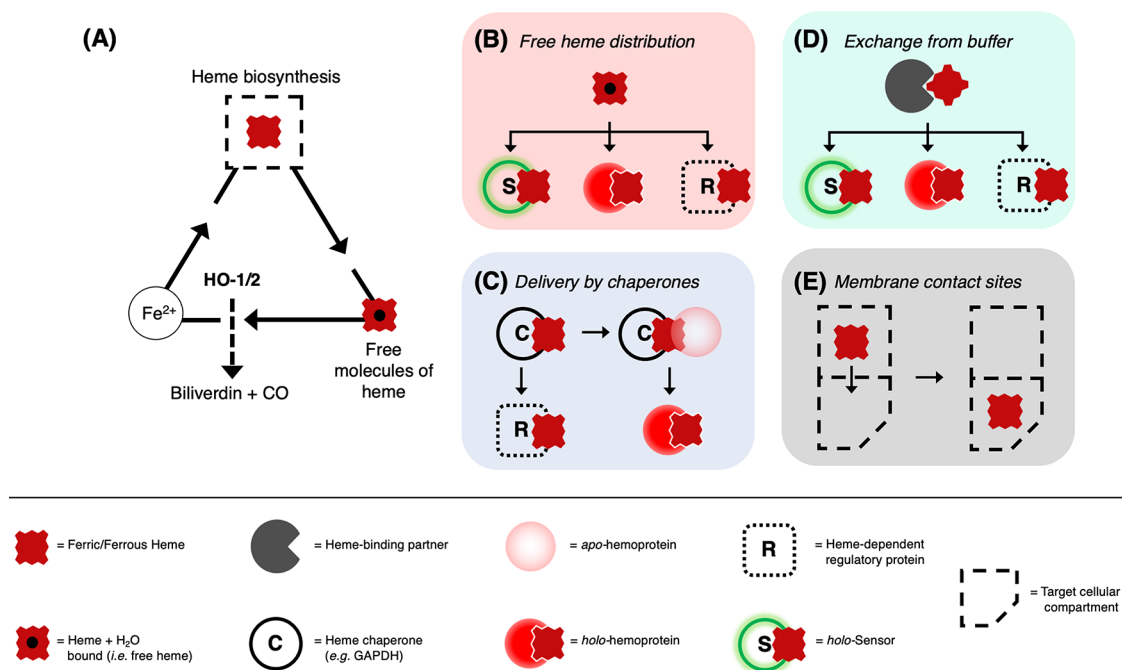 (A)
Heme biosynthesis
HO-1/2
Fe2+
Biliverdin + CO
Free
molecules of
heme
(B) Free heme distribution
S
R
(C) Delivery by chaperones
C
C
R
(D) Exchange from buffer
S
R
(E) Membrane contact sites
= Ferric/Ferrous Heme
= Heme-binding partner
= apo-hemoprotein
R
= Heme-dependent
regulatory protein
= Target cellular
compartment
= Heme + H2O
bound (i.e. free heme)
C
= Heme chaperone
(e.g. GAPDH)
= holo-hemoprotein
S
= holo-Sensor